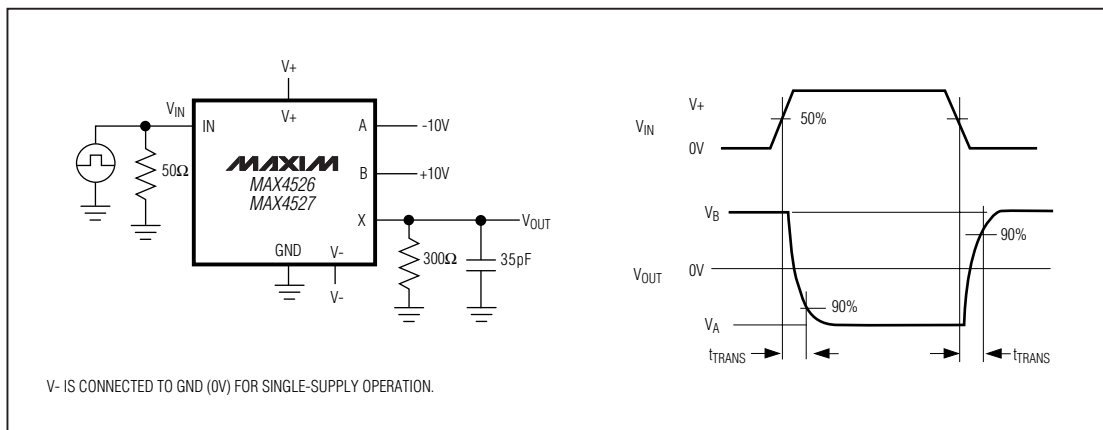 V+
VIN
IN
V+
A
-10V
50Ω
MAXIM
MAX4526
MAX4527
B
+10V
X
VOUT
GND
V-
300Ω
35pF
V-
V- IS CONNECTED TO GND (0V) FOR SINGLE-SUPPLY OPERATION.
V+
VIN
50%
0V
VB
90%
VOUT
0V
90%
VA
tTRANS
tTRANS